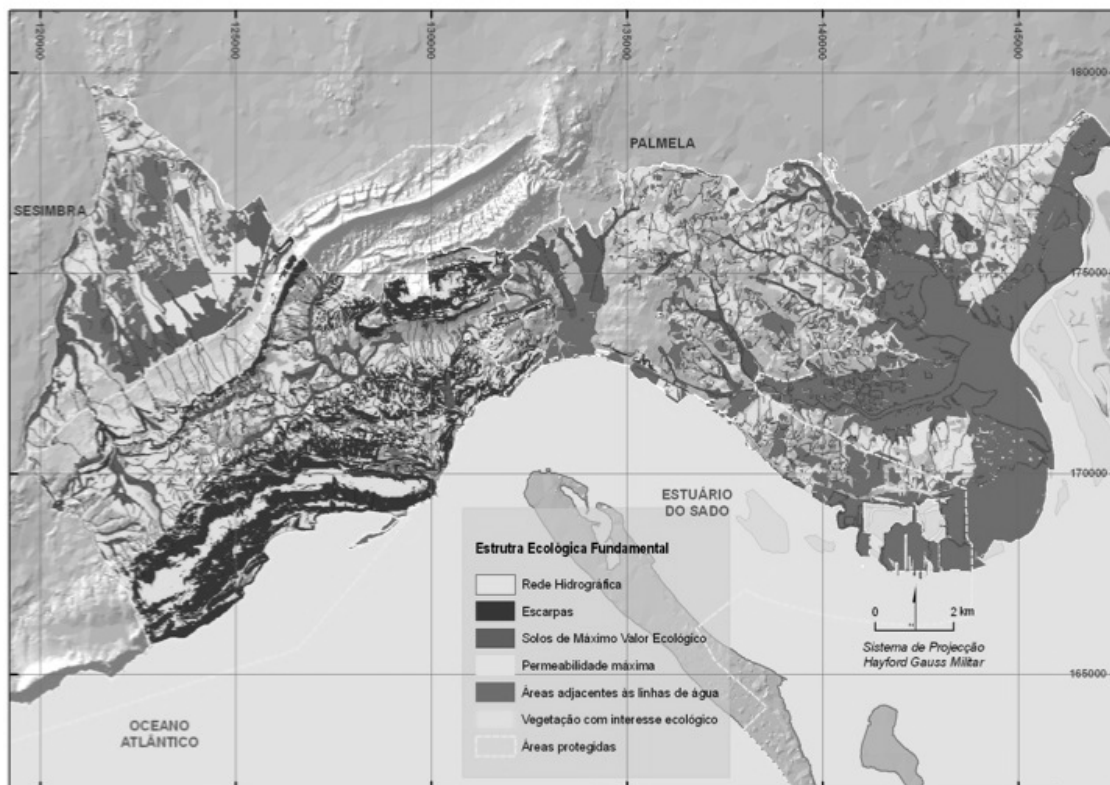 120000
125000
130000
135000
140000
145000
180000
PALMELA
SESIMBRA
175000
170000
ESTUÁRIO
DO SADO
Estrutra Ecológica Fundamental
Rede Hidrográfica
Escarpas
Solos de Máximo Valor Ecológico
Permeabilidade máxima
Áreas adjacentes às linhas de água
Vegetação com interesse ecológico
Áreas protegidas
0 2 km
Sistema de Projecção
Hayford Gauss Militar
165000
OCEANO
ATLÂNTICO